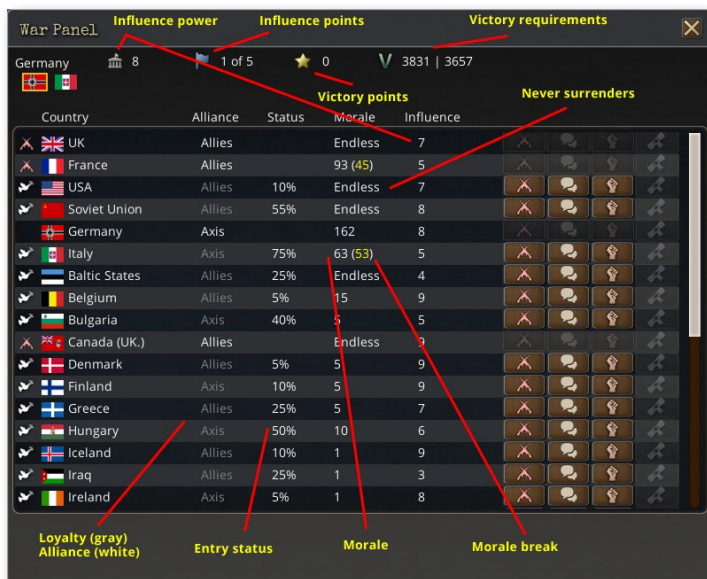 Influence power Influence points Victory requirements
War Panel
Germany 8 1 of 5 0 3831 | 3657
Victory points Never surrenders
Country Alliance Status Morale Influence
UK Allies Endless 7
France Allies 93 (45) 5
USA Allies 10% Endless 7
Soviet Union Allies 55% Endless 8
Germany Axis 162 8
Italy Axis 75% 63 (53) 5
Baltic States Allies 25% Endless 4
Belgium Allies 5% 15 9
Bulgaria Axis 40% 5 5
Canada (UK.) Allies Endless 9
Denmark Allies 5% 5 9
Finland Axis 10% 5 9
Greece Allies 25% 5 7
Hungary Axis 50% 10 6
Iceland Allies 10% 1 9
Iraq Allies 25% 1 3
Ireland Axis 5% 1 8
Loyalty (gray)
Alliance (white) Entry status Morale Morale break